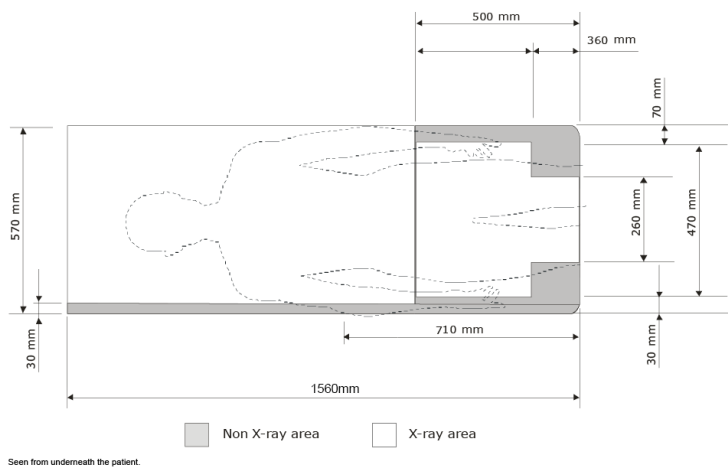 500 mm
360 mm
70 mm
570 mm
260 mm
470 mm
30 mm
710 mm
30 mm
1560mm
Non X-ray area
X-ray area
Seen from underneath the patient.